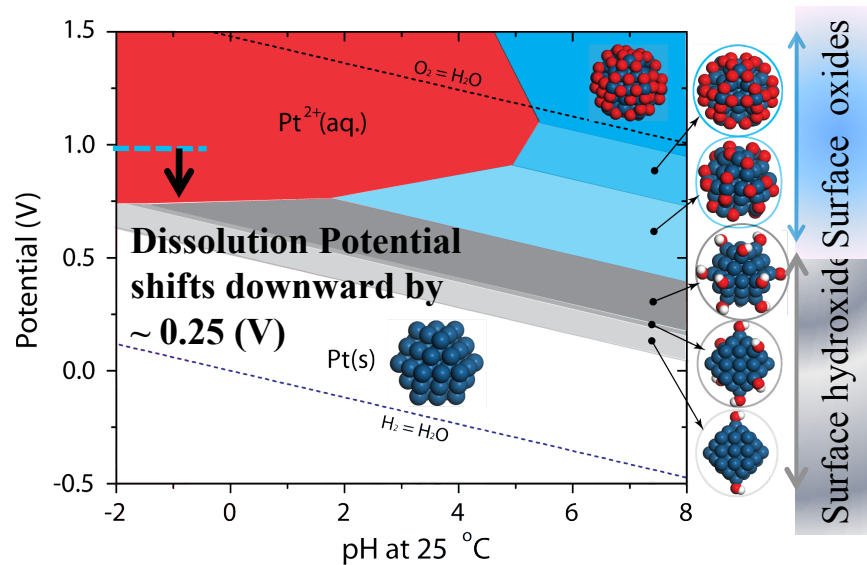 1.5
1.0
0.5
0.0
-0.5
Potential (V)
O₂ = H₂O
Pt²⁺(aq.)
Dissolution Potential
shifts downward by
~ 0.25 (V)
Pt(s)
H₂ = H₂O
-2 0 2 4 6 8
pH at 25 °C
Surface oxides
Surface hydroxide